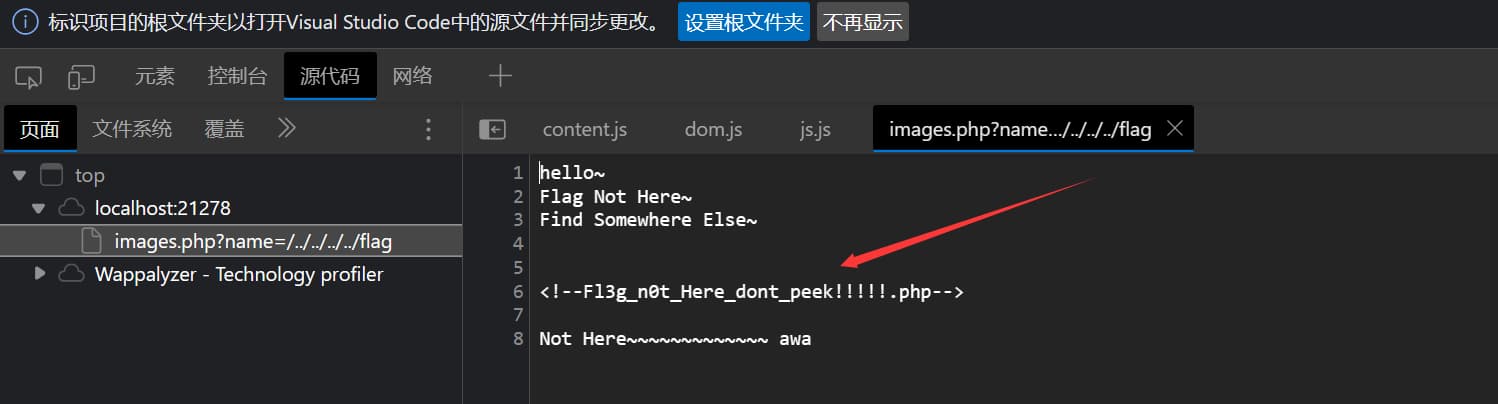 标识项目的根文件夹以打开Visual Studio Code中的源文件并同步更改。 设置根文件夹 不再显示
元素 控制台 源代码 网络
页面 文件系统 覆盖
content.js dom.js js.js images.php?name…/../../../flag
top
localhost:21278
images.php?name=/../../../../flag
Wappalyzer - Technology profiler
1 hello~
2 Flag Not Here~
3 Find Somewhere Else~
4
5
6 <!--Fl3g_n0t_Here_dont_peek!!!!!.php-->
7
8 Not Here~~~~~~~~~~~~~ awa